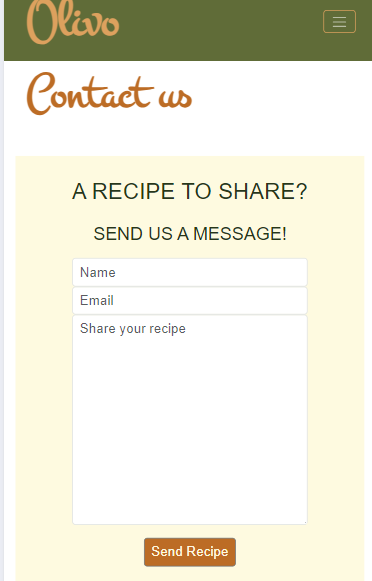 Olivo
Contact us
A RECIPE TO SHARE?
SEND US A MESSAGE!
Name
Email
Share your recipe
Send Recipe